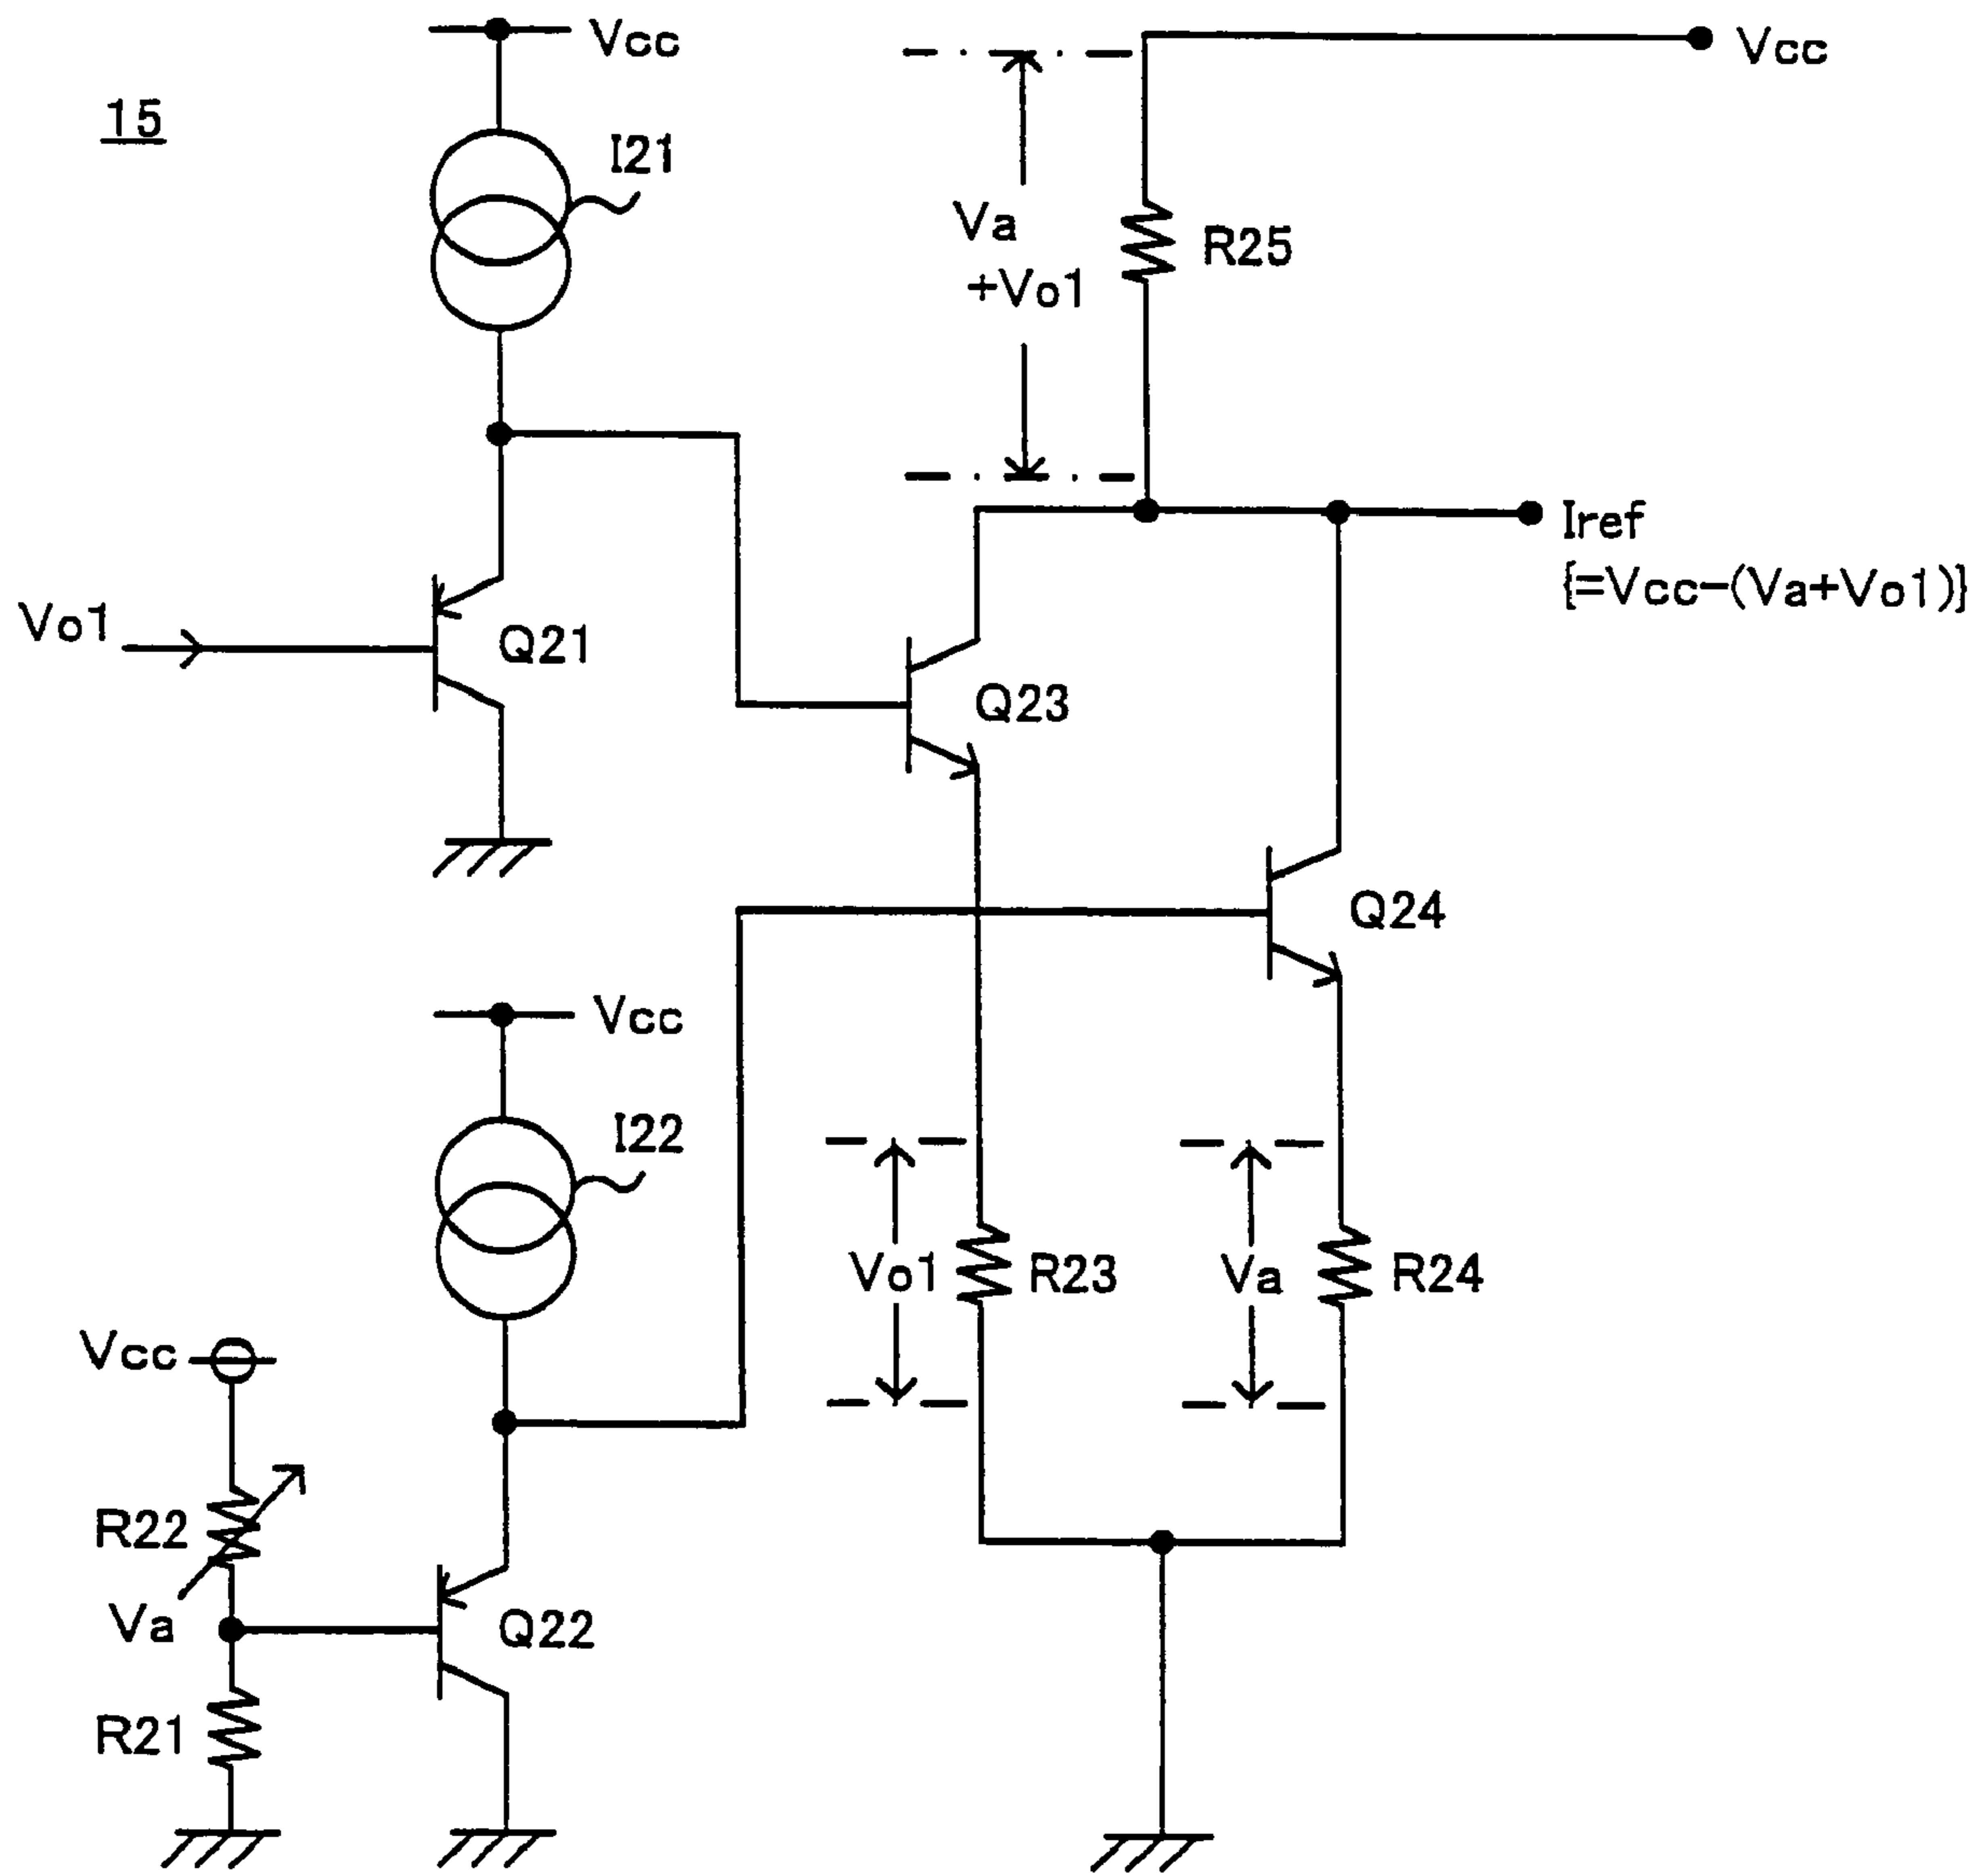 Vcc
Vcc
15
I21
Va
+Vo1
R25
Iref
{=Vcc-(Va+Vo1)}
Vo1
Q21
Q23
Q24
Vcc
I22
Vo1
R23
Va
R24
Vcc
R22
Va
Q22
R21